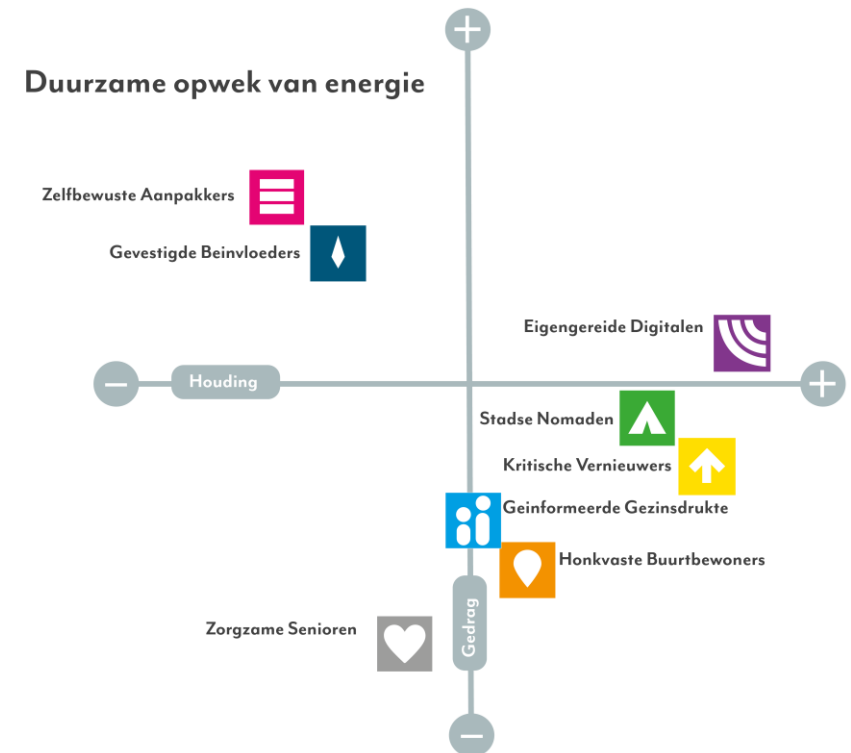 +
Duurzame opwek van energie
Zelfbewuste Aanpakkers
Gevestigde Beinvloeders
Eigengereide Digitalen
− Houding +
Stadse Nomaden
Kritische Vernieuwers
Geinformeerde Gezinsdrukte
Honkvaste Buurtbewoners
Zorgzame Senioren
Gedrag
−